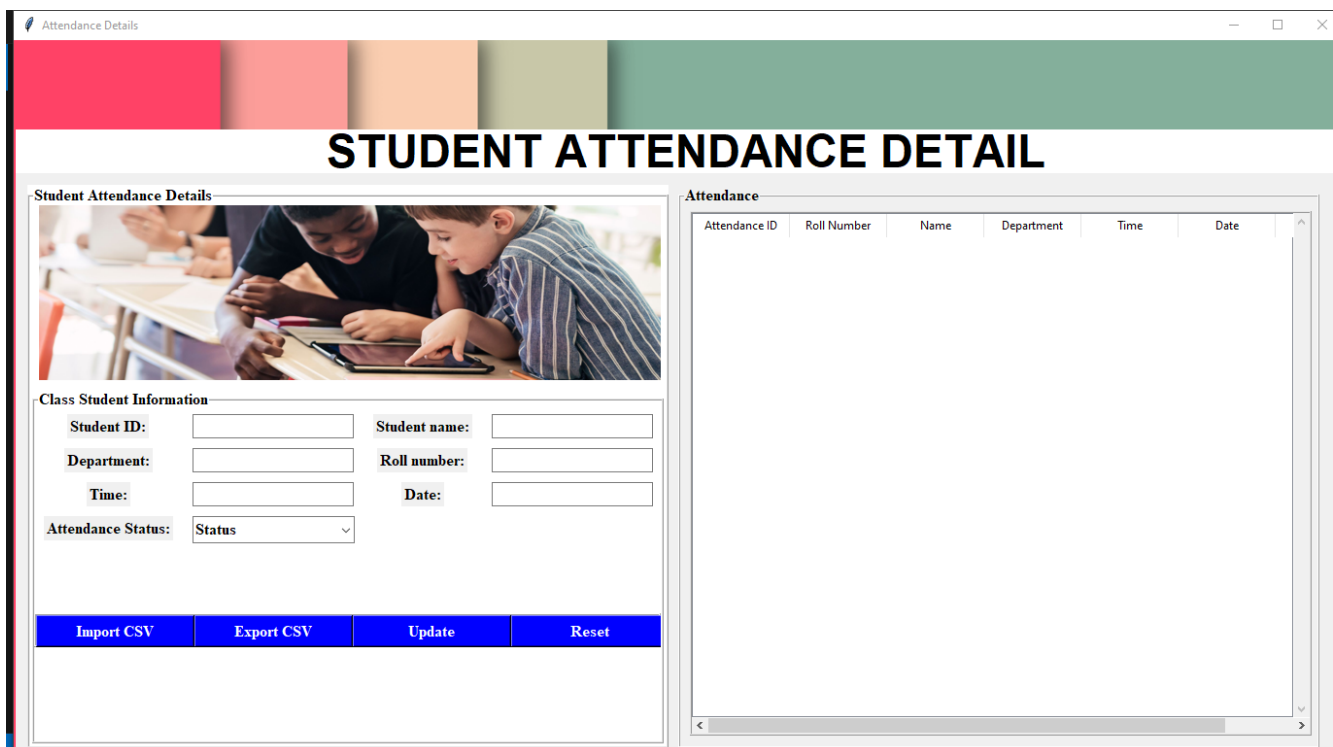 Attendance Details
STUDENT ATTENDANCE DETAIL
Student Attendance Details
Class Student Information
Student ID:
Student name:
Department:
Roll number:
Time:
Date:
Attendance Status:
Status
Import CSV Export CSV Update Reset
Attendance
Attendance ID Roll Number Name Department Time Date